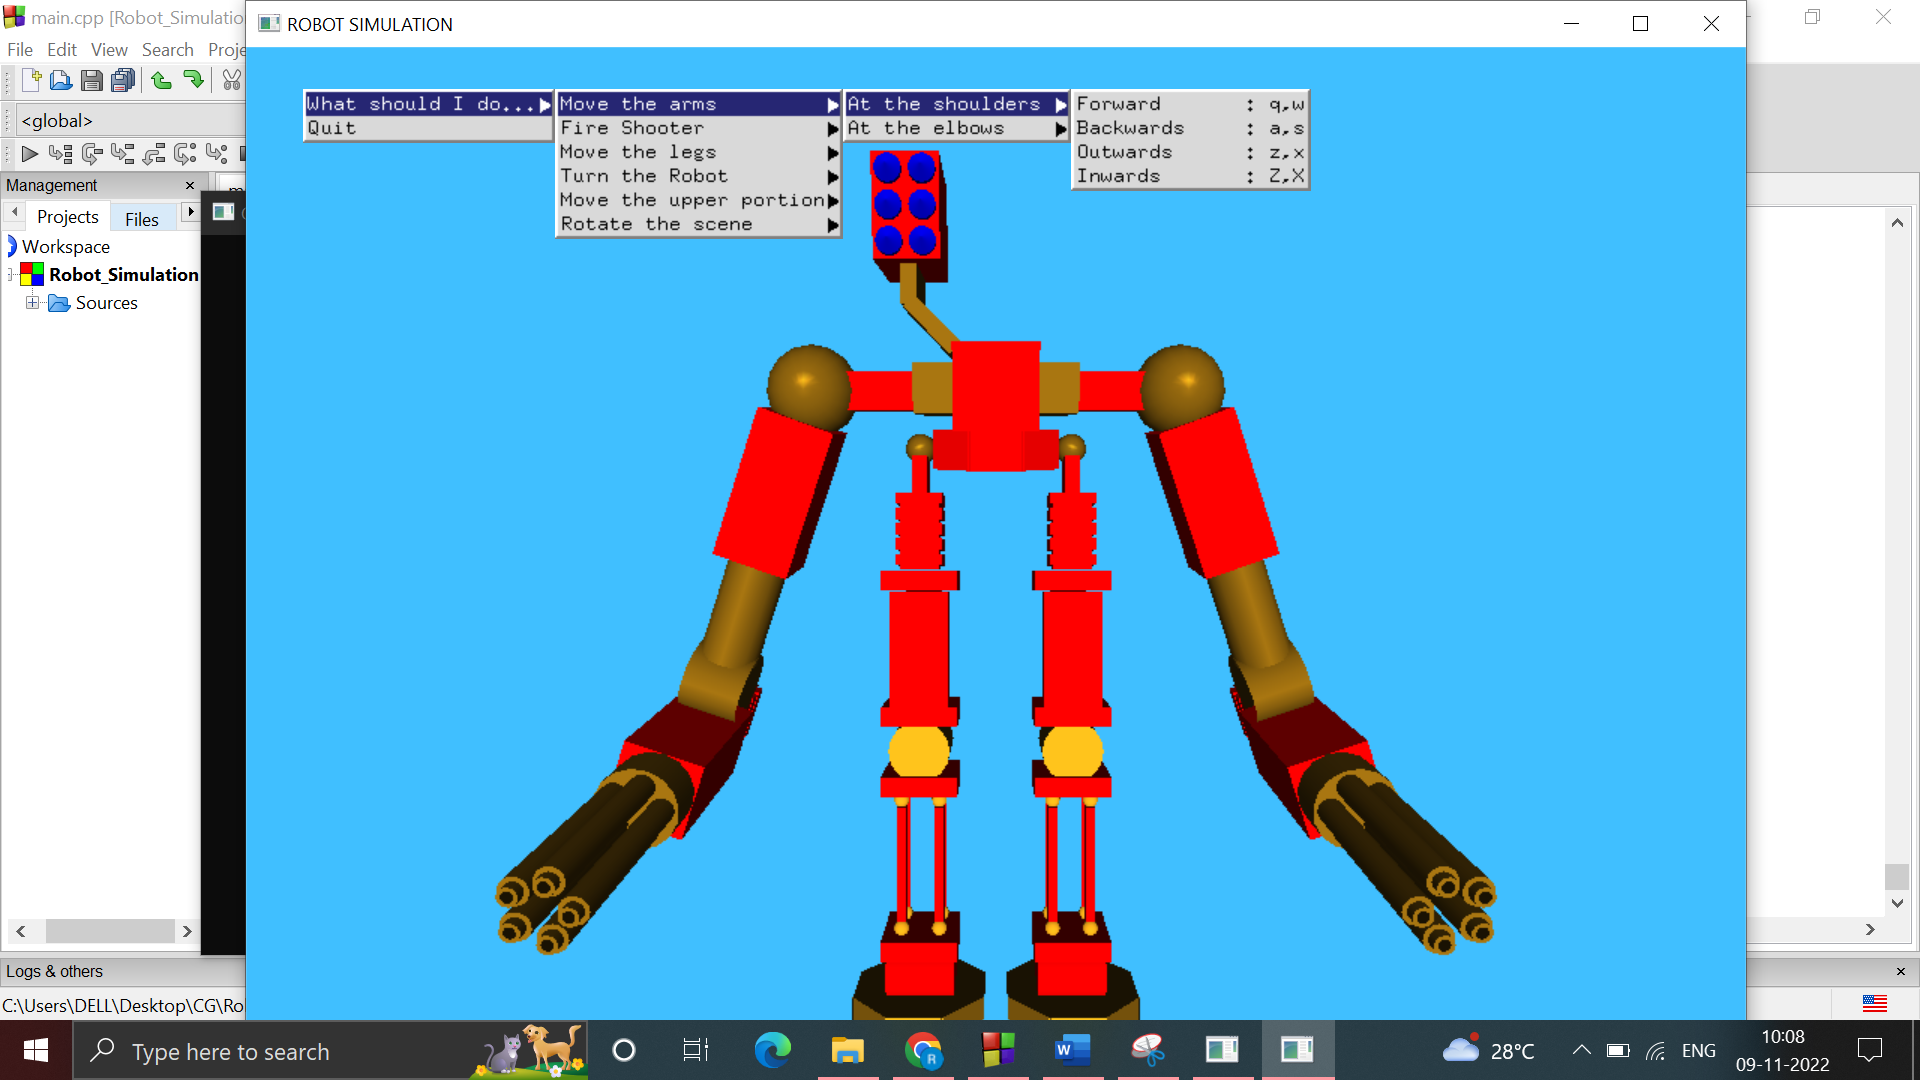 main.cpp [Robot_Simulatio
ROBOT SIMULATION
File Edit View Search Proje
<global>
Management
Projects
Files
Workspace
Robot_Simulation
Sources
What should I do...
Quit
Move the arms
Fire Shooter
Move the legs
Turn the Robot
Move the upper portion
Rotate the scene
At the shoulders
At the elbows
Forward : q,w
Backwards : a,s
Outwards : z,x
Inwards : Z,X
Logs & others
C:\Users\DELL\Desktop\CG\Ro
Type here to search
28°C
ENG
10:08
09-11-2022